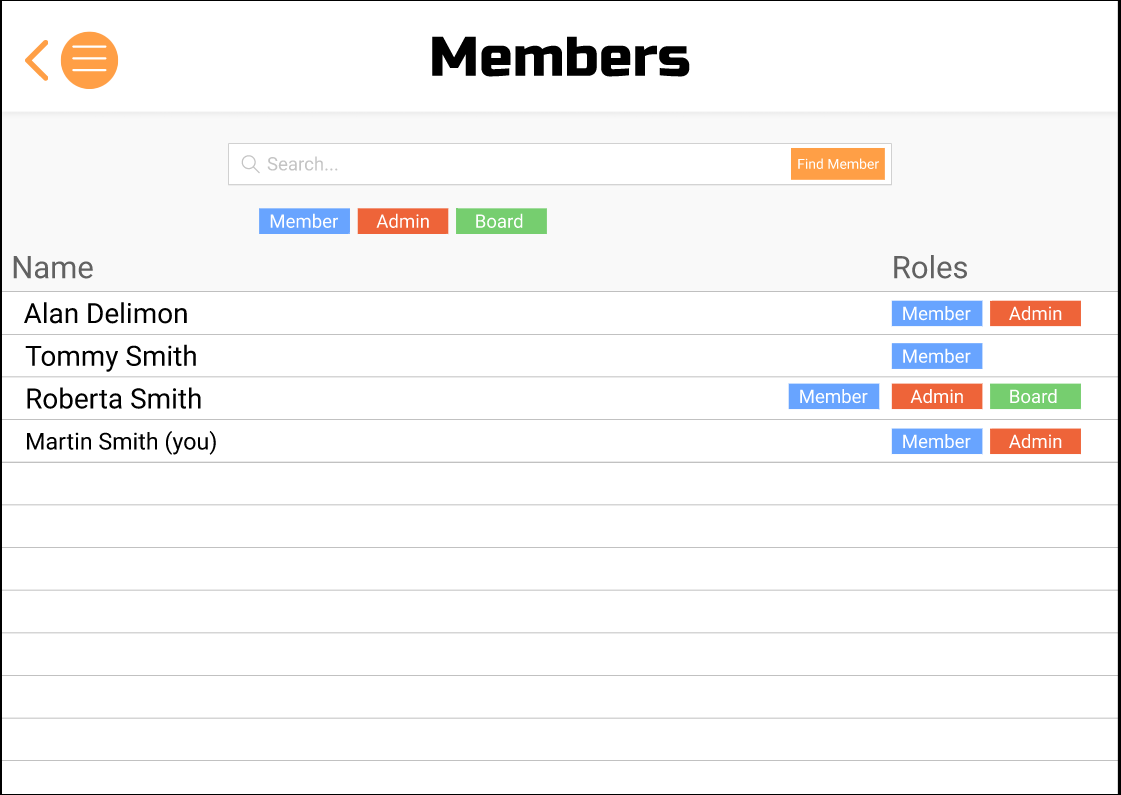 Members
Search... Find Member
Member Admin Board
Name Roles
Alan Delimon Member Admin
Tommy Smith Member
Roberta Smith Member Admin Board
Martin Smith (you) Member Admin